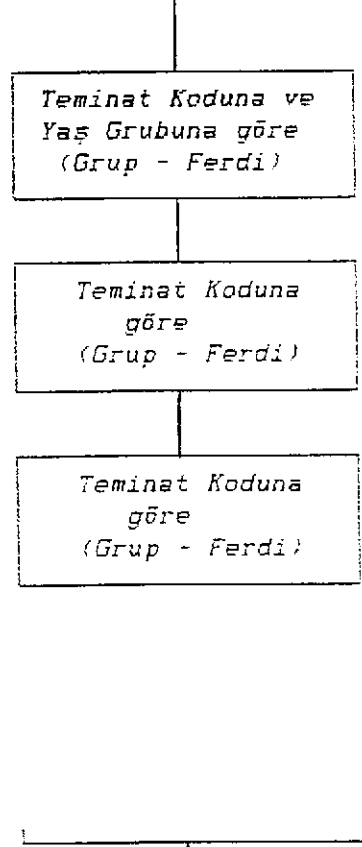 Teminat Koduna ve
Yaş Grubuna göre
(Grup - Ferdi)
Teminat Koduna
göre
(Grup - Ferdi)
Teminat Koduna
göre
(Grup - Ferdi)